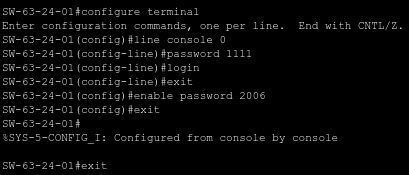 SW-63-24-01#configure terminal
Enter configuration commands, one per line.  End with CNTL/Z.
SW-63-24-01(config)#line console 0
SW-63-24-01(config-line)#password 1111
SW-63-24-01(config-line)#login
SW-63-24-01(config-line)#exit
SW-63-24-01(config)#enable password 2006
SW-63-24-01(config)#exit
SW-63-24-01#
%SYS-5-CONFIG_I: Configured from console by console
SW-63-24-01#exit